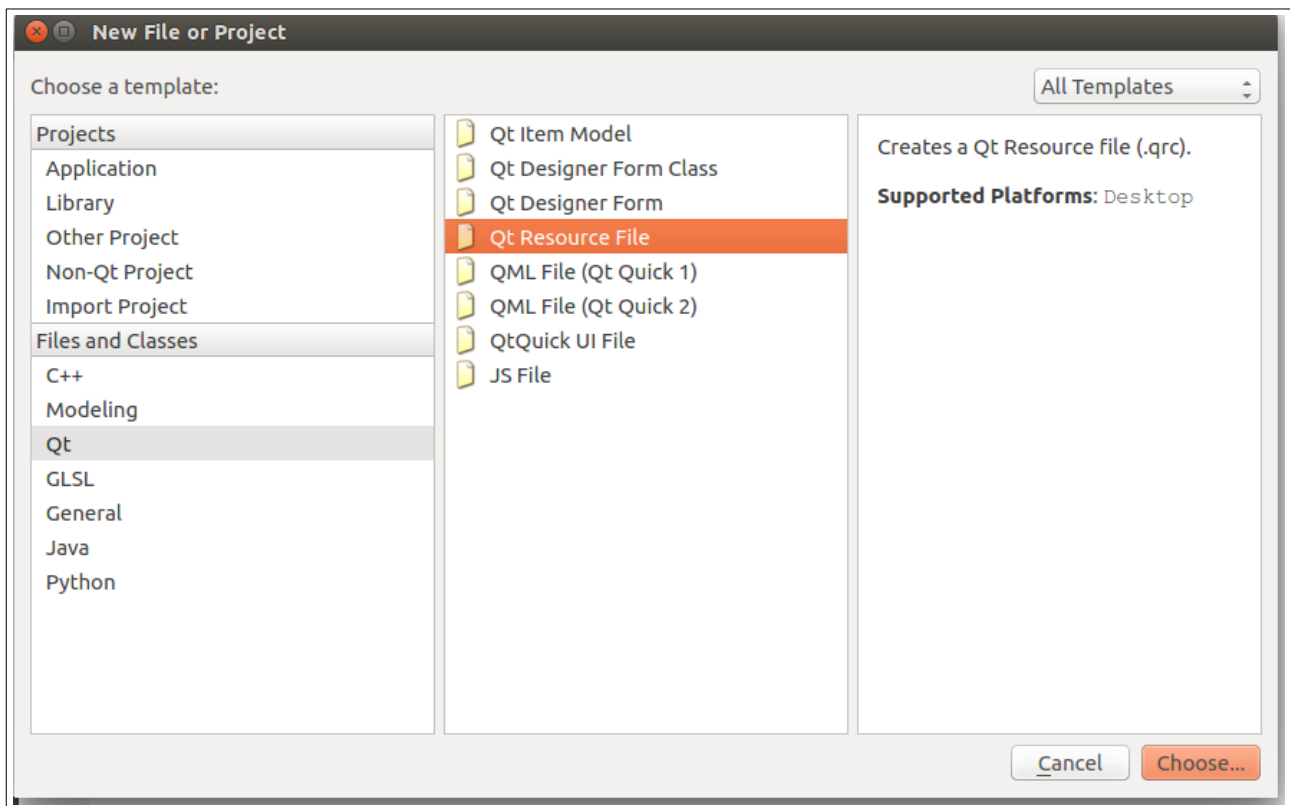 New File or Project
Choose a template:
All Templates
Projects
Application
Library
Other Project
Non-Qt Project
Import Project
Files and Classes
C++
Modeling
Qt
GLSL
General
Java
Python
Qt Item Model
Qt Designer Form Class
Qt Designer Form
Qt Resource File
QML File (Qt Quick 1)
QML File (Qt Quick 2)
QtQuick UI File
JS File
Creates a Qt Resource file (.qrc).
Supported Platforms: Desktop
Cancel
Choose...